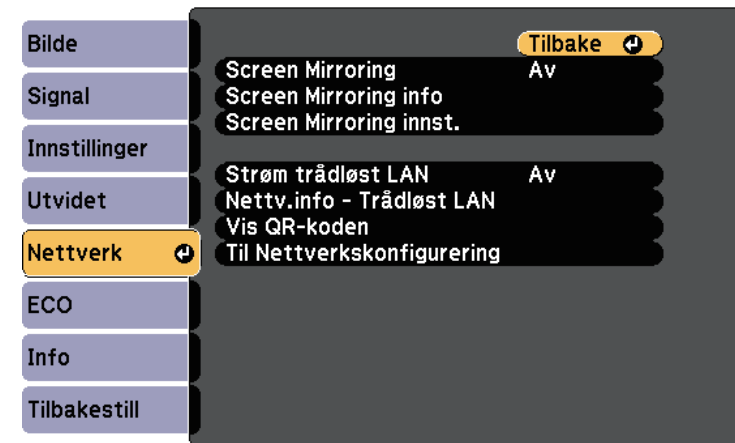 Bilde
Signal
Innstillinger
Utvidet
Nettverk
ECO
Info
Tilbakestill
Tilbake
Screen Mirroring Av
Screen Mirroring info
Screen Mirroring innst.
Strøm trådløst LAN Av
Nettv.info - Trådløst LAN
Vis QR-koden
Til Nettverkskonfigurering